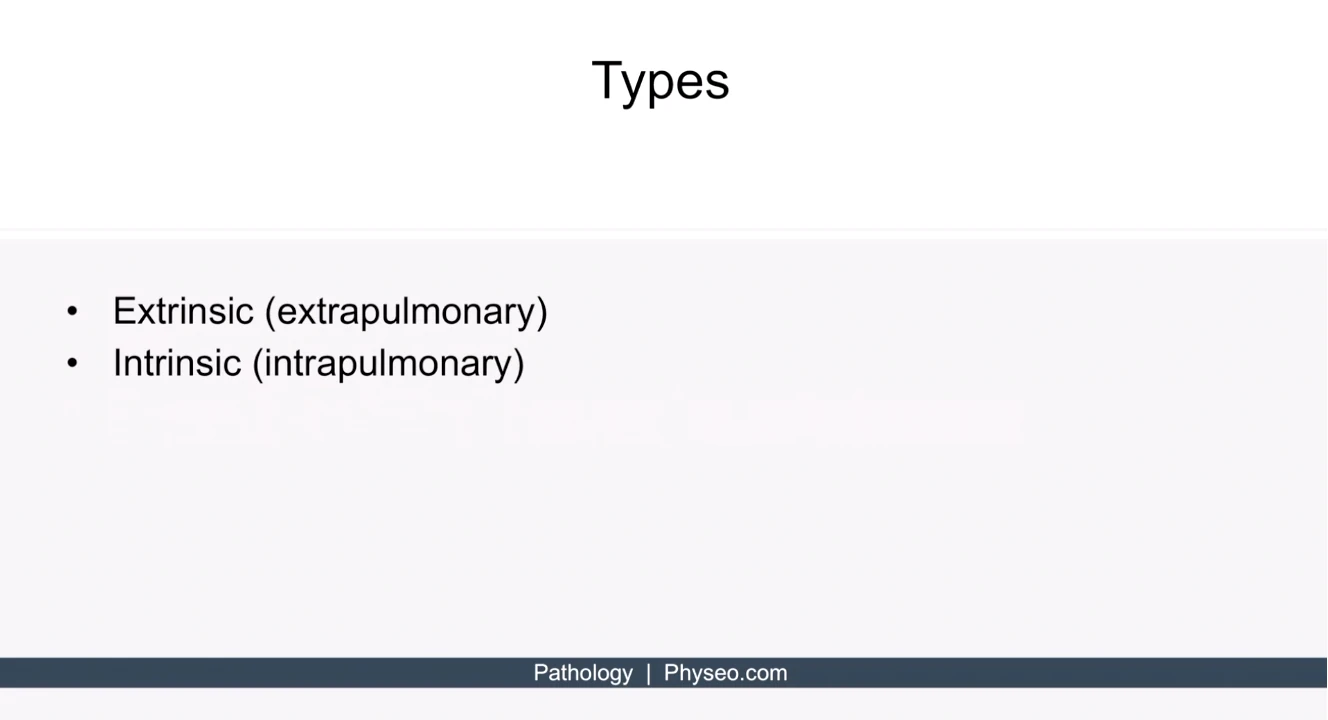 Types
• Extrinsic (extrapulmonary)
• Intrinsic (intrapulmonary)
Pathology | Physeo.com